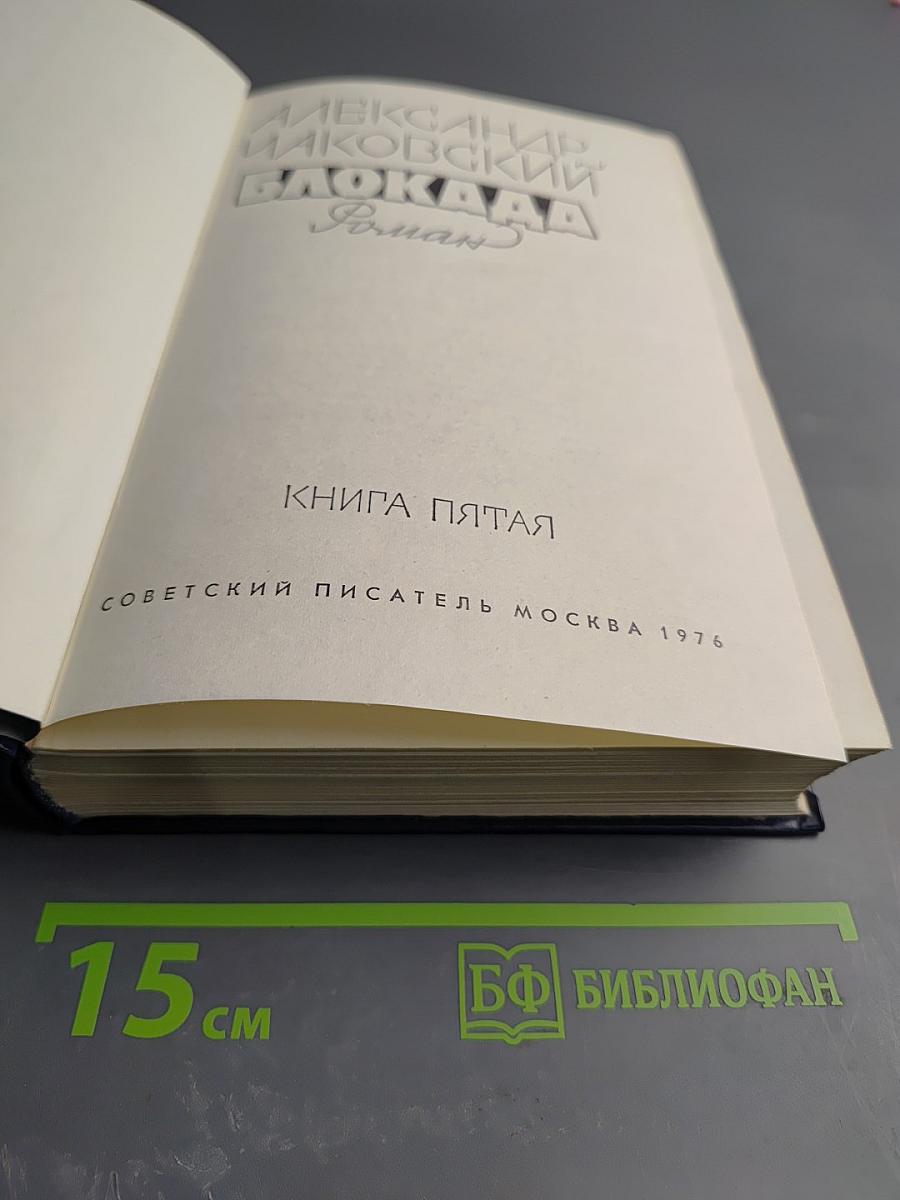 АЛЕКСАНДР
ЧАКОВСКИЙ
БЛОКАДА
Роман
КНИГА ПЯТАЯ
СОВЕТСКИЙ ПИСАТЕЛЬ МОСКВА 1976
15 см
БФ БИБЛИОФАН